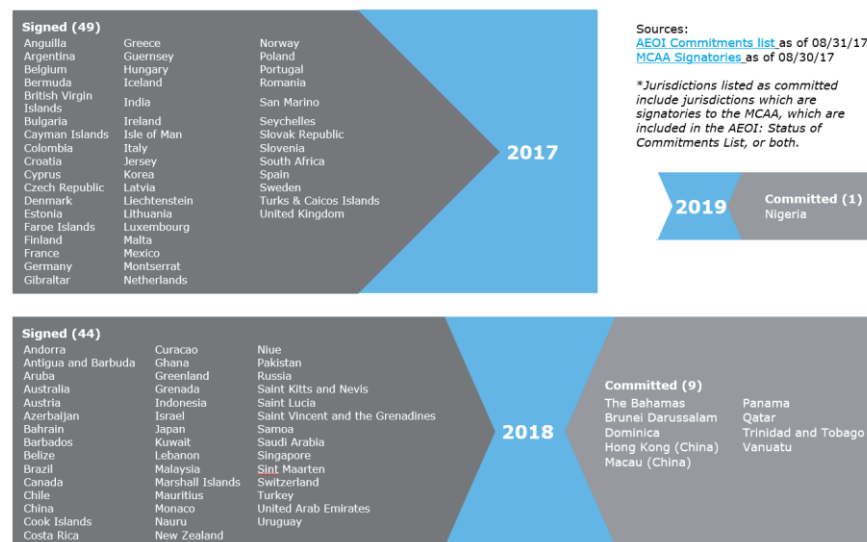 Signed (49)
Anguilla
Argentina
Belgium
Bermuda
British Virgin
Islands
Bulgaria
Cayman Islands
Colombia
Croatia
Cyprus
Czech Republic
Denmark
Estonia
Faroe Islands
Finland
France
Germany
Gibraltar
Greece
Guernsey
Hungary
Iceland
India
Ireland
Isle of Man
Italy
Jersey
Korea
Latvia
Liechtenstein
Lithuania
Luxembourg
Malta
Mexico
Montserrat
Netherlands
Norway
Poland
Portugal
Romania
San Marino
Seychelles
Slovak Republic
Slovenia
South Africa
Spain
Sweden
Turks & Caicos Islands
United Kingdom
2017
Sources:
AEOI Commitments list as of 08/31/17
MCAA Signatories as of 08/30/17
*Jurisdictions listed as committed
include jurisdictions which are
signatories to the MCAA, which are
included in the AEOI: Status of
Commitments List, or both.
2019
Committed (1)
Nigeria
Signed (44)
Andorra
Antigua and Barbuda
Aruba
Australia
Austria
Azerbaijan
Bahrain
Barbados
Belize
Brazil
Canada
Chile
China
Cook Islands
Costa Rica
Curacao
Ghana
Greenland
Grenada
Indonesia
Israel
Japan
Kuwait
Lebanon
Malaysia
Marshall Islands
Mauritius
Monaco
Nauru
New Zealand
Niue
Pakistan
Russia
Saint Kitts and Nevis
Saint Lucia
Saint Vincent and the Grenadines
Samoa
Saudi Arabia
Singapore
Sint Maarten
Switzerland
Turkey
United Arab Emirates
Uruguay
2018
Committed (9)
The Bahamas
Brunei Darussalam
Dominica
Hong Kong (China)
Macau (China)
Panama
Qatar
Trinidad and Tobago
Vanuatu